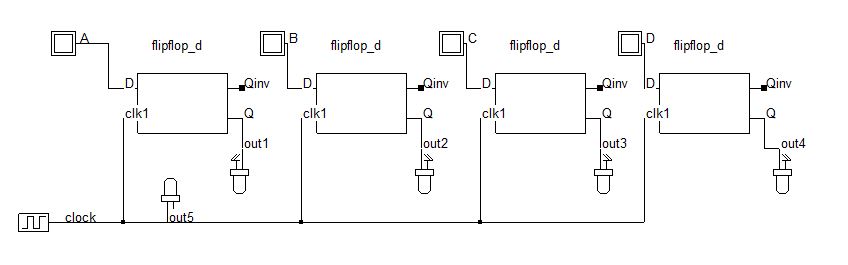 A flipflop_d B flipflop_d C flipflop_d D flipflop_d
D Qinv D Qinv D Qinv D Qinv
clk1 Q clk1 Q clk1 Q clk1 Q
out1 out2 out3 out4
clock out5